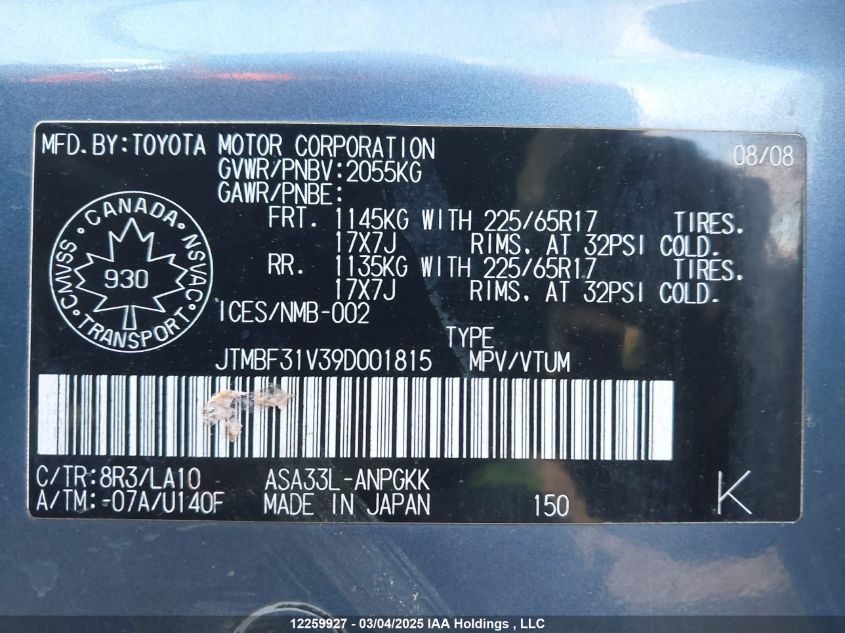 MFD. BY: TOYOTA MOTOR CORPORATION 08/08
GVWR/PNBV: 2055KG
GAWR/PNBE:
FRT. 1145KG WITH 225/65R17 TIRES.
17X7J RIMS. AT 32PSI COLD.
RR. 1135KG WITH 225/65R17 TIRES.
17X7J RIMS. AT 32PSI COLD.
CANADA
CMVSS 930 NSVAC
TRANSPORT
ICES/NMB-002
TYPE
JTMBF31V39D001815 MPV/VTUM
C/TR: 8R3/LA10 ASA33L-ANPGKK
A/TM: -07A/U140F MADE IN JAPAN 150 K
12259927 - 03/04/2025 IAA Holdings , LLC